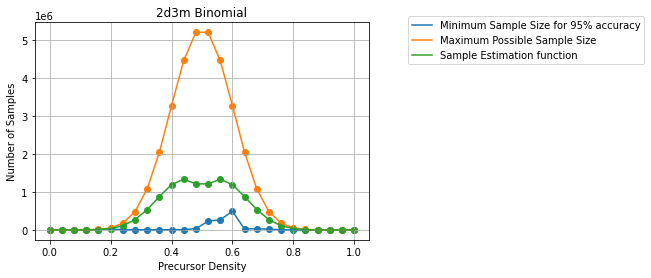 2d3m Binomial
1e6
Minimum Sample Size for 95% accuracy
Maximum Possible Sample Size
Sample Estimation function
Number of Samples
5
4
3
2
1
0
0.0 0.2 0.4 0.6 0.8 1.0
Precursor Density